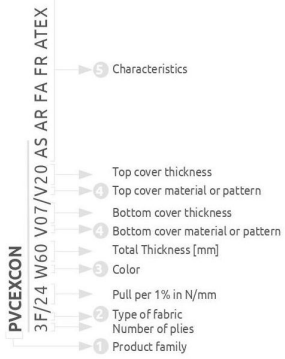 PVCEXCON
3F/24 W60 V07/V20 AS AR FA FR ATEX
5 Characteristics
Top cover thickness
4 Top cover material or pattern
Bottom cover thickness
4 Bottom cover material or pattern
Total Thickness [mm]
3 Color
Pull per 1% in N/mm
2 Type of fabric
Number of plies
1 Product family